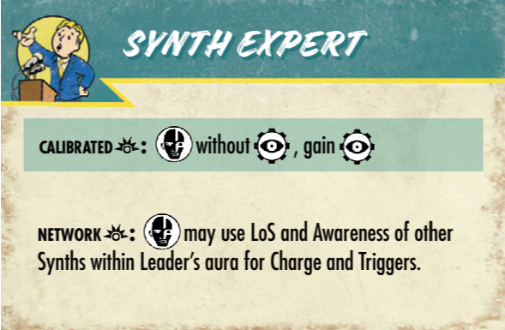 SYNTH EXPERT
CALIBRATED: without , gain
NETWORK: may use LoS and Awareness of other
Synths within Leader's aura for Charge and Triggers.